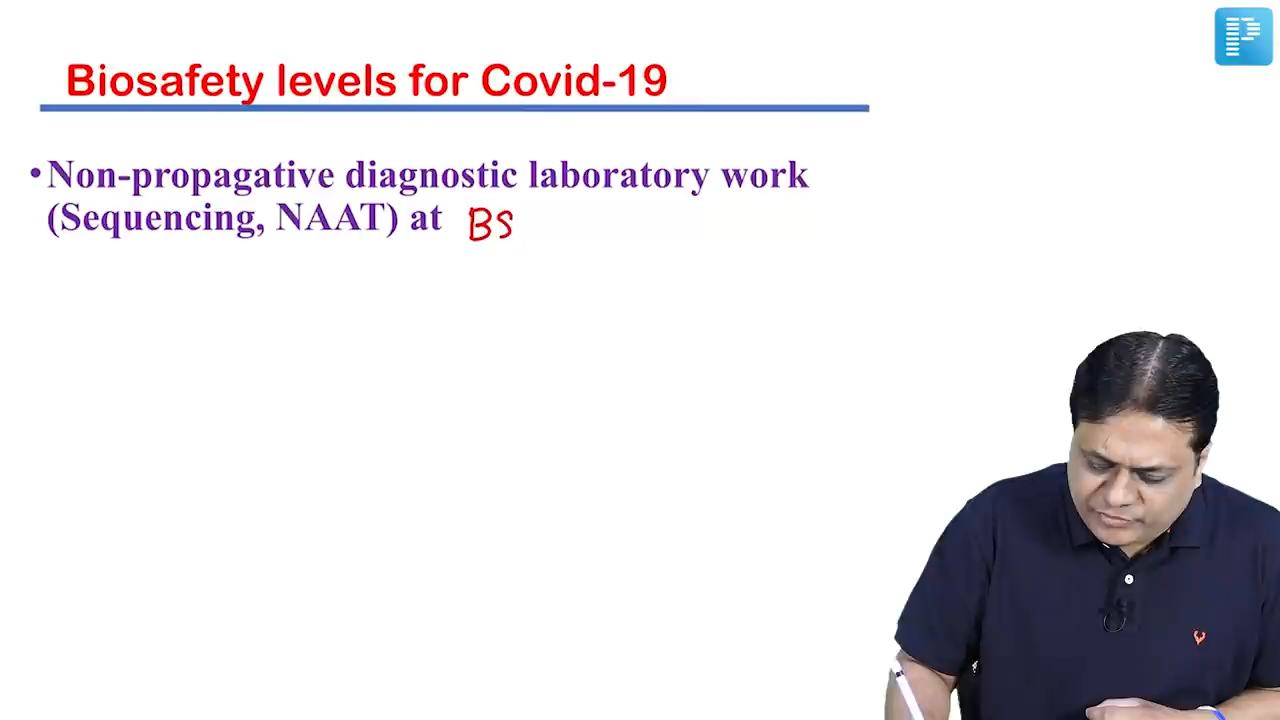 Biosafety levels for Covid-19
•Non-propagative diagnostic laboratory work
(Sequencing, NAAT) at BS